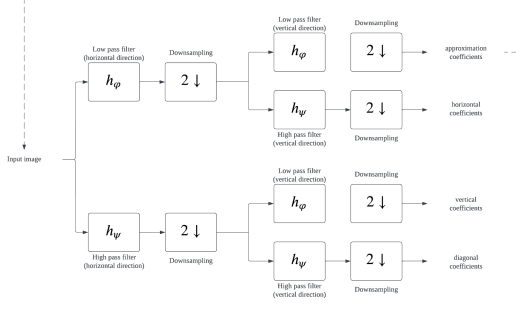 Low pass filter
(horizontal direction)
Downsampling
Low pass filter
(vertical direction)
Downsampling
hφ
2 ↓
hφ
2 ↓
approximation
coefficients
hψ
2 ↓
horizontal
coefficients
High pass filter
(vertical direction)
Downsampling
Input image
Low pass filter
(vertical direction)
Downsampling
hφ
2 ↓
vertical
coefficients
hψ
2 ↓
High pass filter
(horizontal direction)
Downsampling
hψ
2 ↓
diagonal
coefficients
High pass filter
(vertical direction)
Downsampling